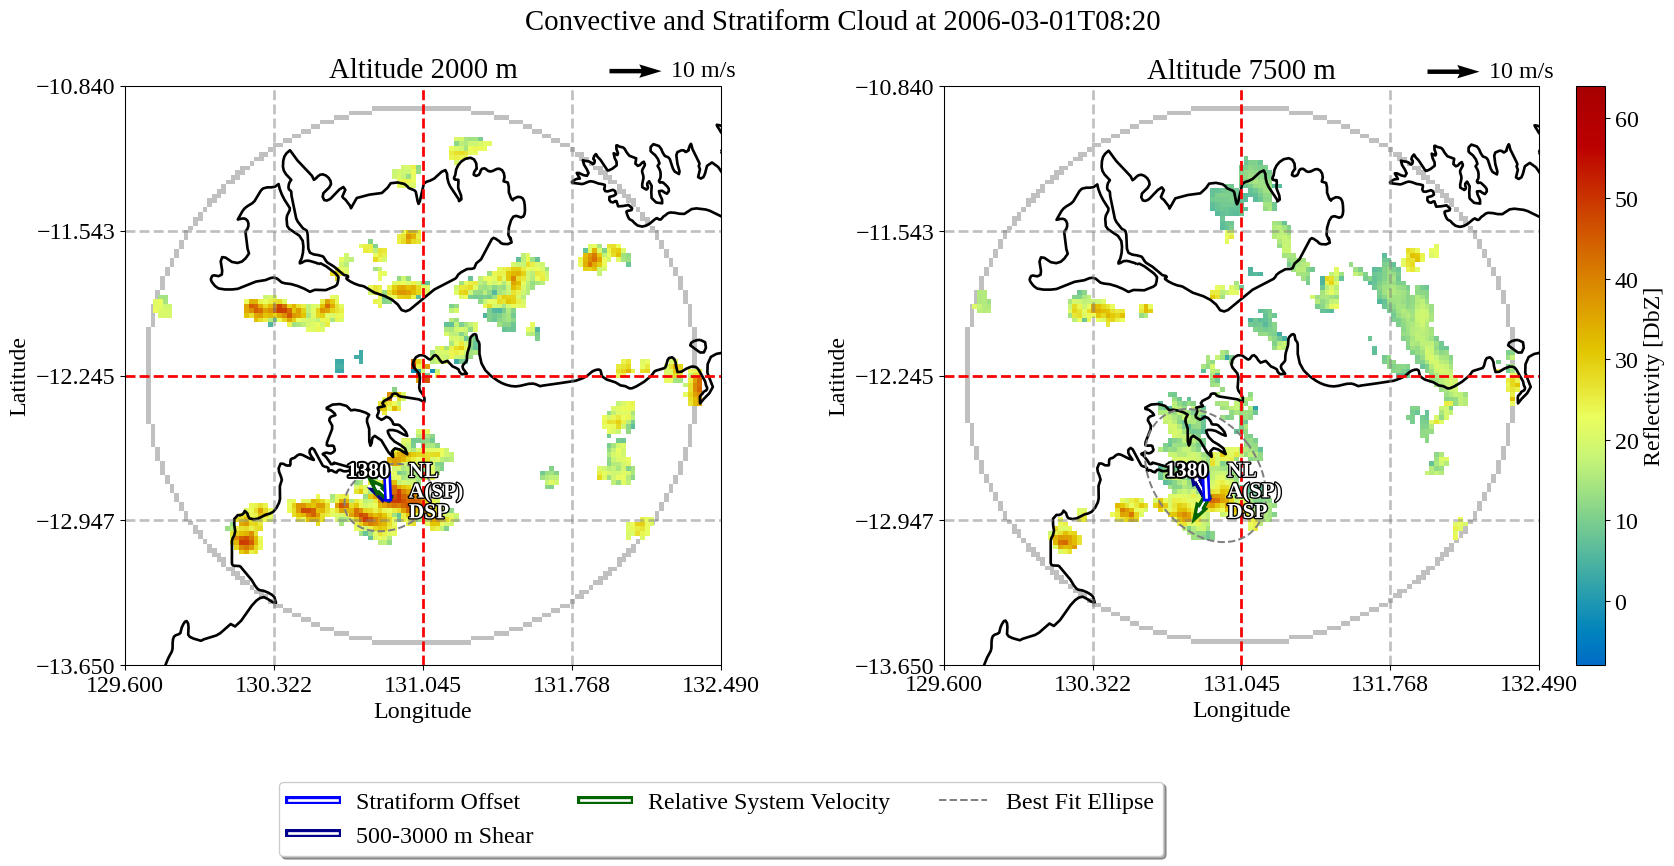 Convective and Stratiform Cloud at 2006-03-01T08:20
Altitude 2000 m
10 m/s
Altitude 7500 m
10 m/s
−10.840
−11.543
−12.245
−12.947
−13.650
Latitude
129.600
130.322
131.045
131.768
132.490
Longitude
1380
NL
A(SP)
DSP
−10.840
−11.543
−12.245
−12.947
−13.650
Latitude
129.600
130.322
131.045
131.768
132.490
Longitude
1380
NL
A(SP)
DSP
60
50
40
30
20
10
0
Reflectivity [DbZ]
Stratiform Offset
Relative System Velocity
Best Fit Ellipse
500-3000 m Shear